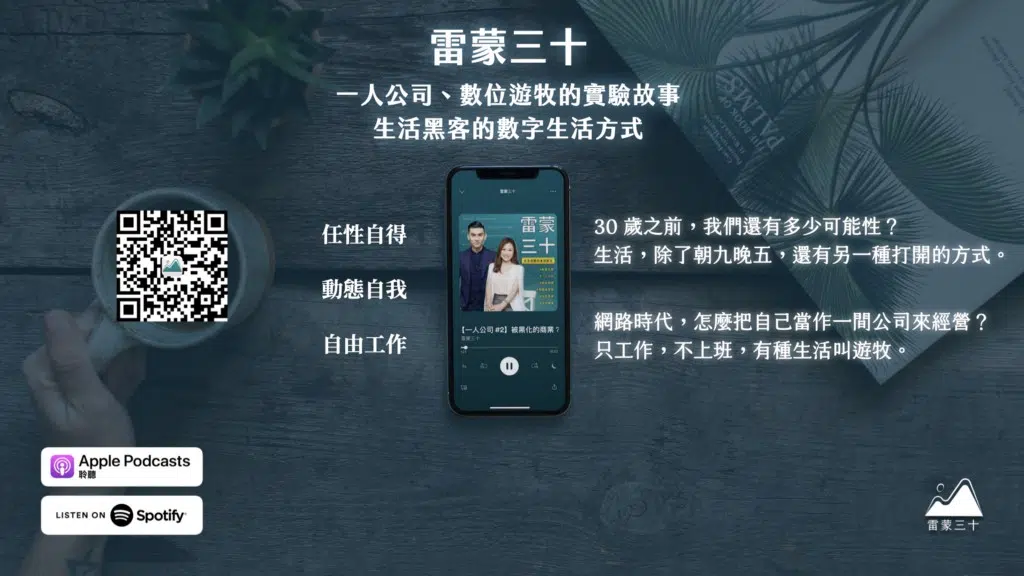 雷蒙三十
一人公司、數位遊牧的實驗故事
生活黑客的數字生活方式
任性自得
動態自我
自由工作
雷蒙三十
雷蒙
三十
【一人公司 #2】被黑化的商業?
雷蒙三十
30 歲之前，我們還有多少可能性？
生活，除了朝九晚五，還有另一種打開的方式。
網路時代，怎麼把自己當作一間公司來經營？
只工作，不上班，有種生活叫遊牧。
PALMS
Apple Podcasts
聆聽
LISTEN ON Spotify
雷蒙三十